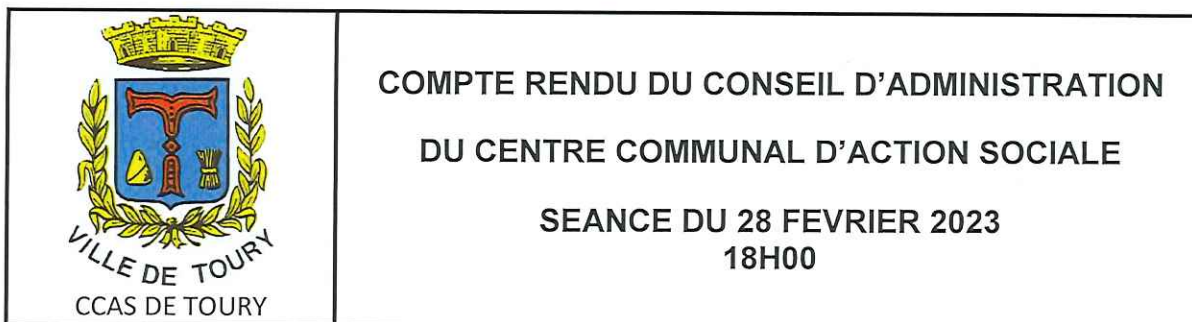 VILLE DE TOURY
CCAS DE TOURY
COMPTE RENDU DU CONSEIL D'ADMINISTRATION
DU CENTRE COMMUNAL D'ACTION SOCIALE
SEANCE DU 28 FEVRIER 2023
18H00